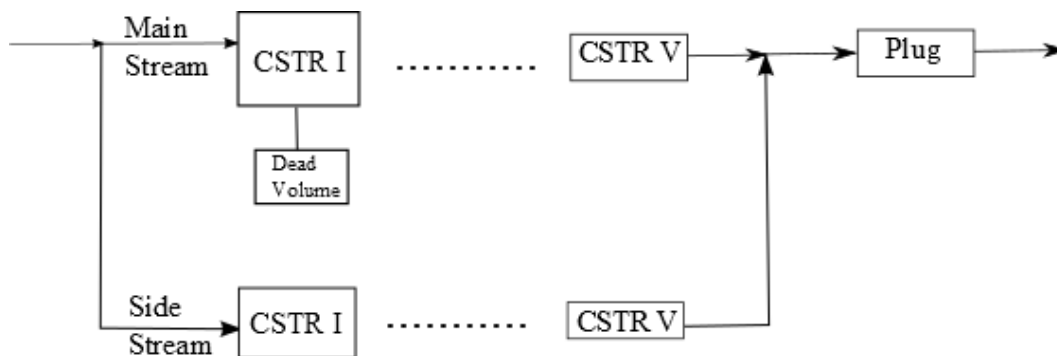 Main
Stream
CSTR I
CSTR V
Plug
Dead
Volume
Side
Stream
CSTR I
CSTR V